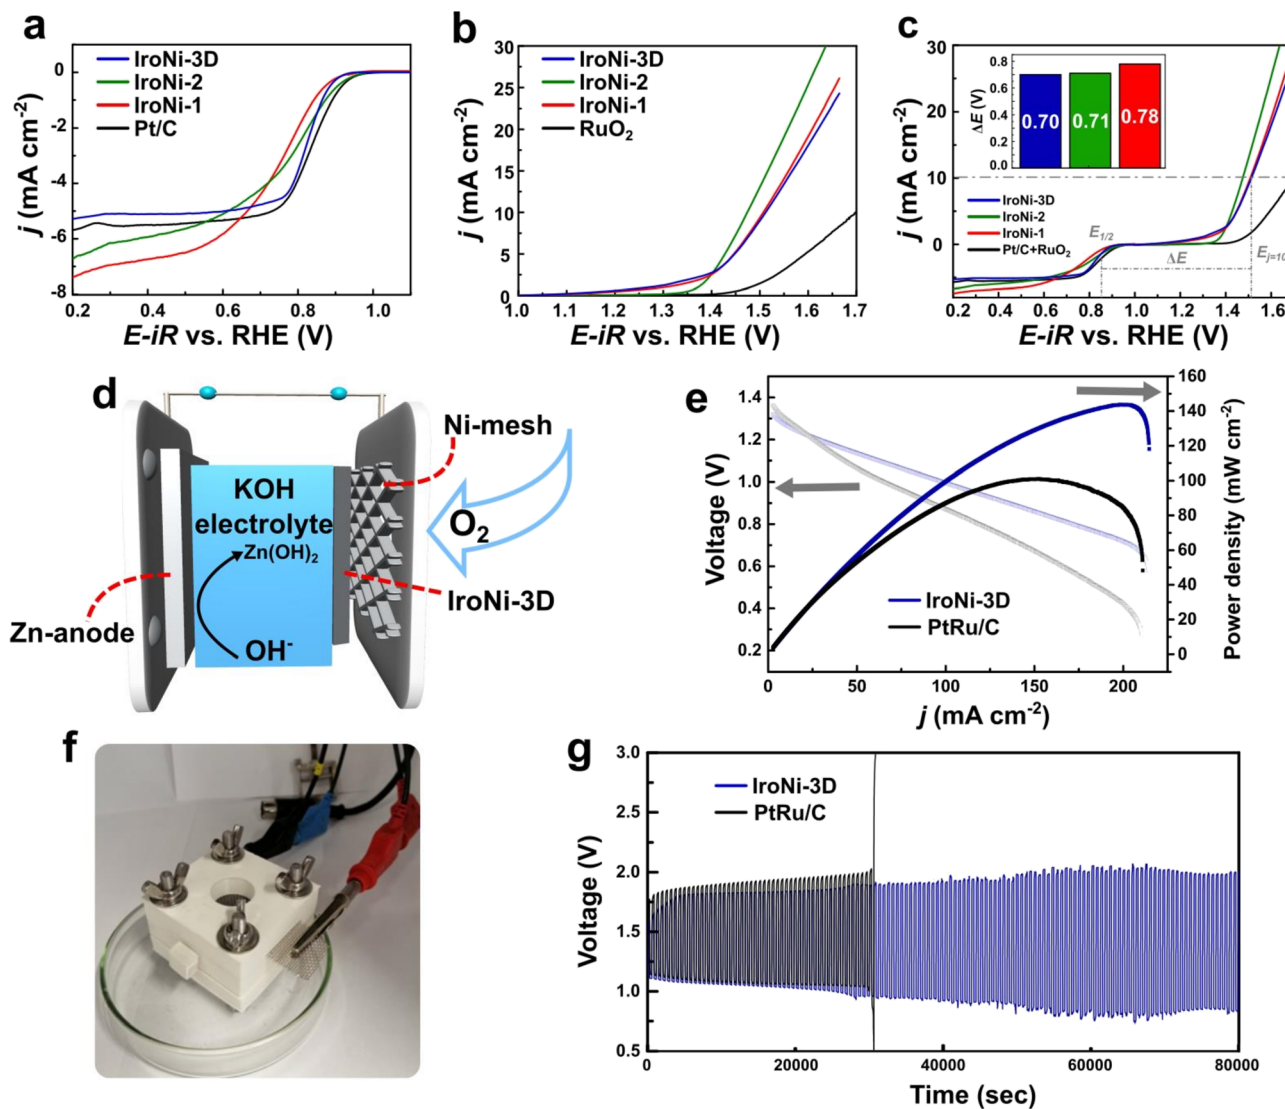 a
0
-2
-4
-6
-8
j (mA cm-2)
IroNi-3D
IroNi-2
IroNi-1
Pt/C
0.2 0.4 0.6 0.8 1.0
E-iR vs. RHE (V)
b
30
25
20
15
10
5
0
j (mA cm-2)
IroNi-3D
IroNi-2
IroNi-1
RuO2
1.0 1.1 1.2 1.3 1.4 1.5 1.6 1.7
E-iR vs. RHE (V)
c
30
20
10
0
j (mA cm-2)
0.8
0.6
0.4
0.2
0.0
ΔE (V)
0.70 0.71 0.78
IroNi-3D
IroNi-2
IroNi-1
Pt/C+RuO2
E1/2
ΔE
Ej=10
0.2 0.4 0.6 0.8 1.0 1.2 1.4 1.6
E-iR vs. RHE (V)
d
Ni-mesh
KOH
electrolyte
Zn(OH)2
O2
IroNi-3D
Zn-anode
OH-
e
1.4
1.2
1.0
0.8
0.6
0.4
0.2
Voltage (V)
160
140
120
100
80
60
40
20
0
Power density (mW cm-2)
IroNi-3D
PtRu/C
0 50 100 150 200
j (mA cm-2)
f
g
3.0
2.5
2.0
1.5
1.0
0.5
Voltage (V)
IroNi-3D
PtRu/C
0 20000 40000 60000 80000
Time (sec)